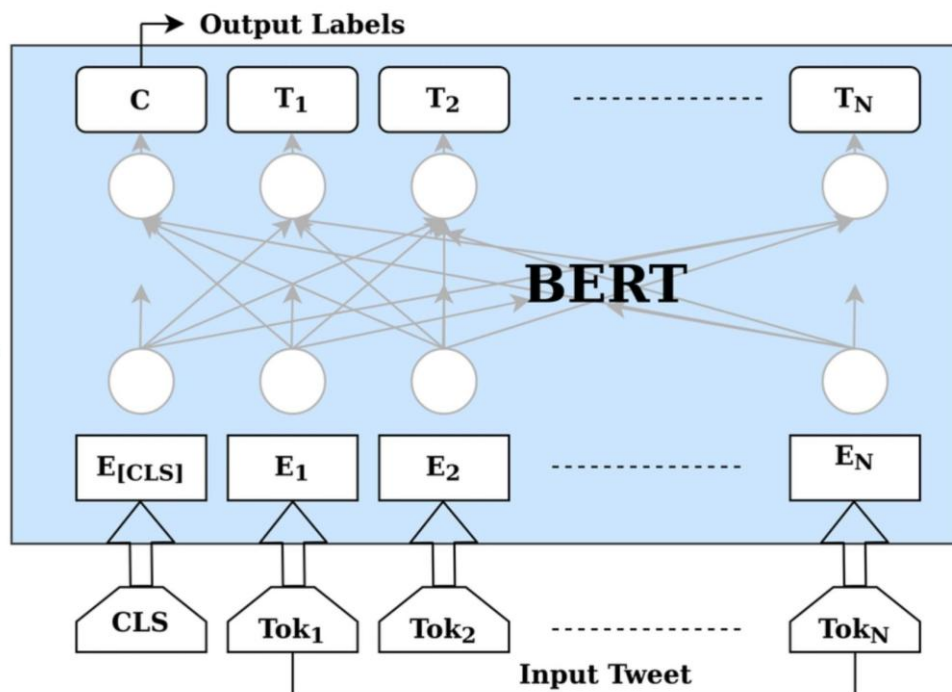 Output Labels
C T1 T2 TN
BERT
E[CLS] E1 E2 EN
CLS Tok1 Tok2 TokN
Input Tweet